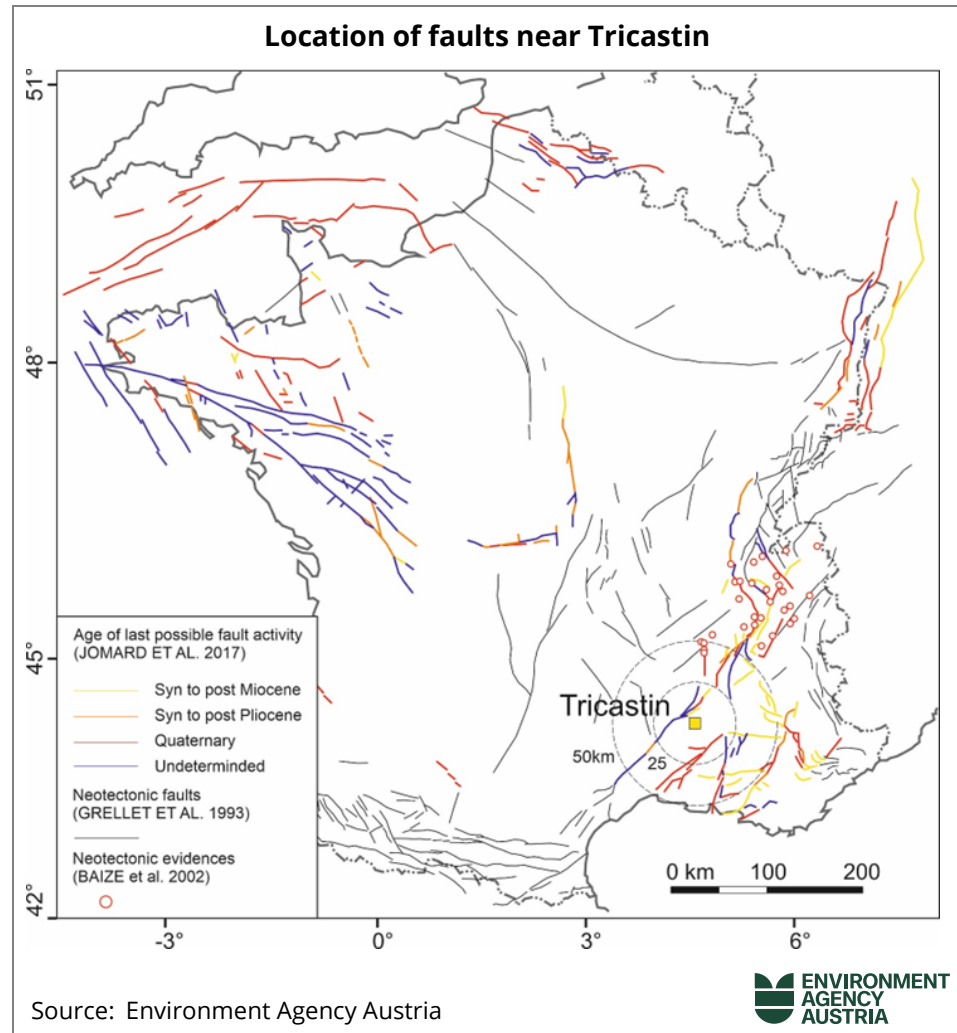 Location of faults near Tricastin
51°
48°
45°
42°
-3°
0°
3°
6°
Tricastin
50km
25
0 km 100 200
Age of last possible fault activity
(JOMARD ET AL. 2017)
Syn to post Miocene
Syn to post Pliocene
Quaternary
Undeterminded
Neotectonic faults
(GRELLET ET AL. 1993)
Neotectonic evidences
(BAIZE et al. 2002)
Source: Environment Agency Austria
ENVIRONMENT
AGENCY
AUSTRIA